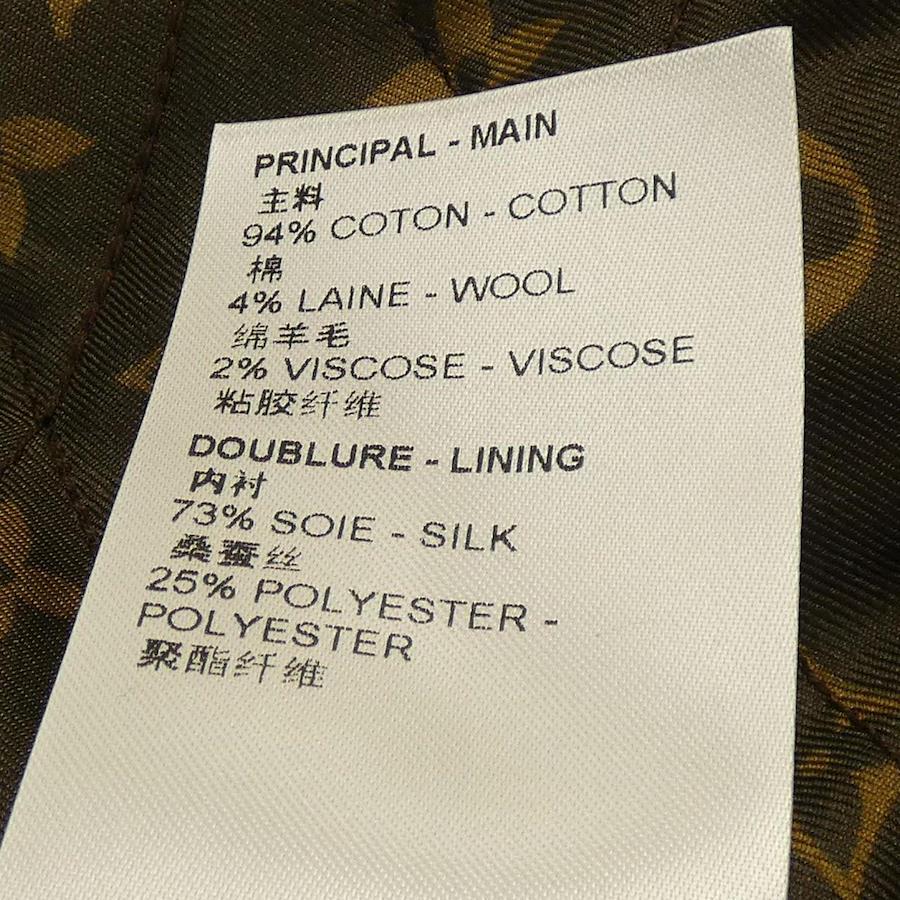 PRINCIPAL - MAIN
主料
94% COTON - COTTON
棉
4% LAINE - WOOL
绵羊毛
2% VISCOSE - VISCOSE
粘胶纤维
DOUBLURE - LINING
内衬
73% SOIE - SILK
桑蚕丝
25% POLYESTER -
POLYESTER
聚酯纤维